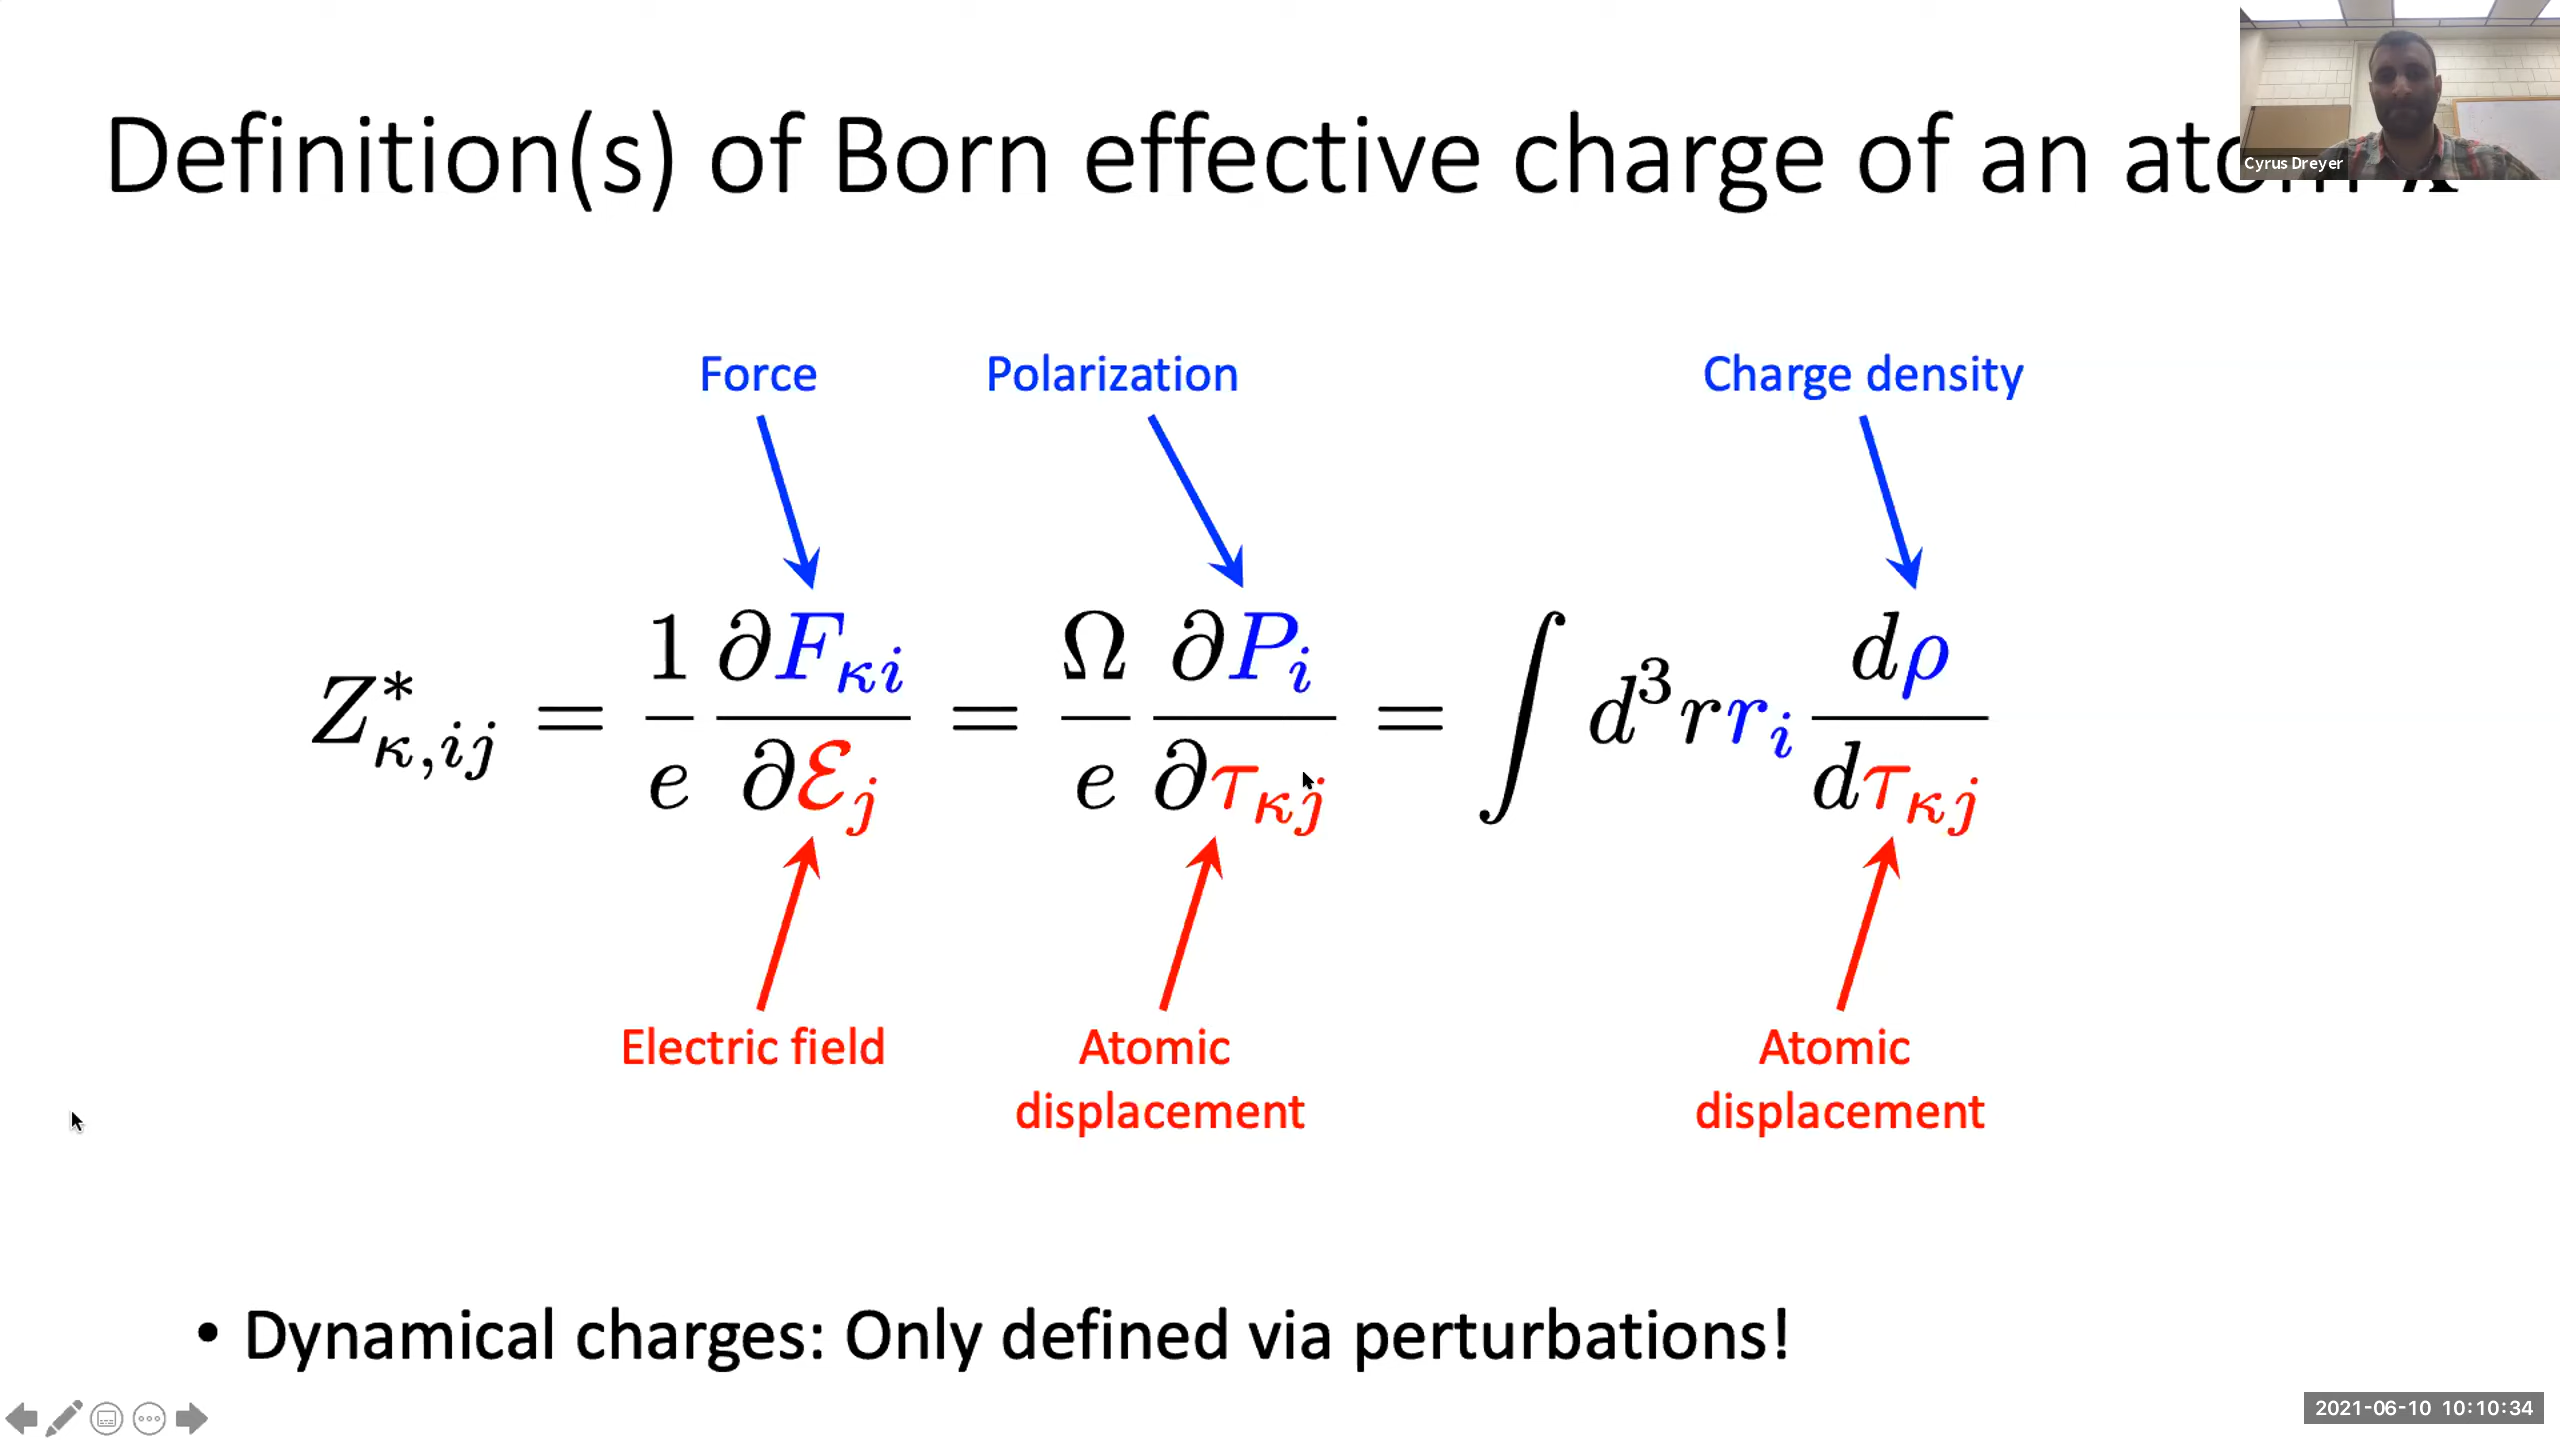 Definition(s) of Born effective charge of an atom κ
Cyrus Dreyer
Force
Polarization
Charge density
Z*κ,ij = 1/e ∂Fκi/∂ℰj = Ω/e ∂Pi/∂τκj = ∫ d³r ri dρ/dτκj
Electric field
Atomic displacement
Atomic displacement
• Dynamical charges: Only defined via perturbations!
2021-06-10 10:10:34